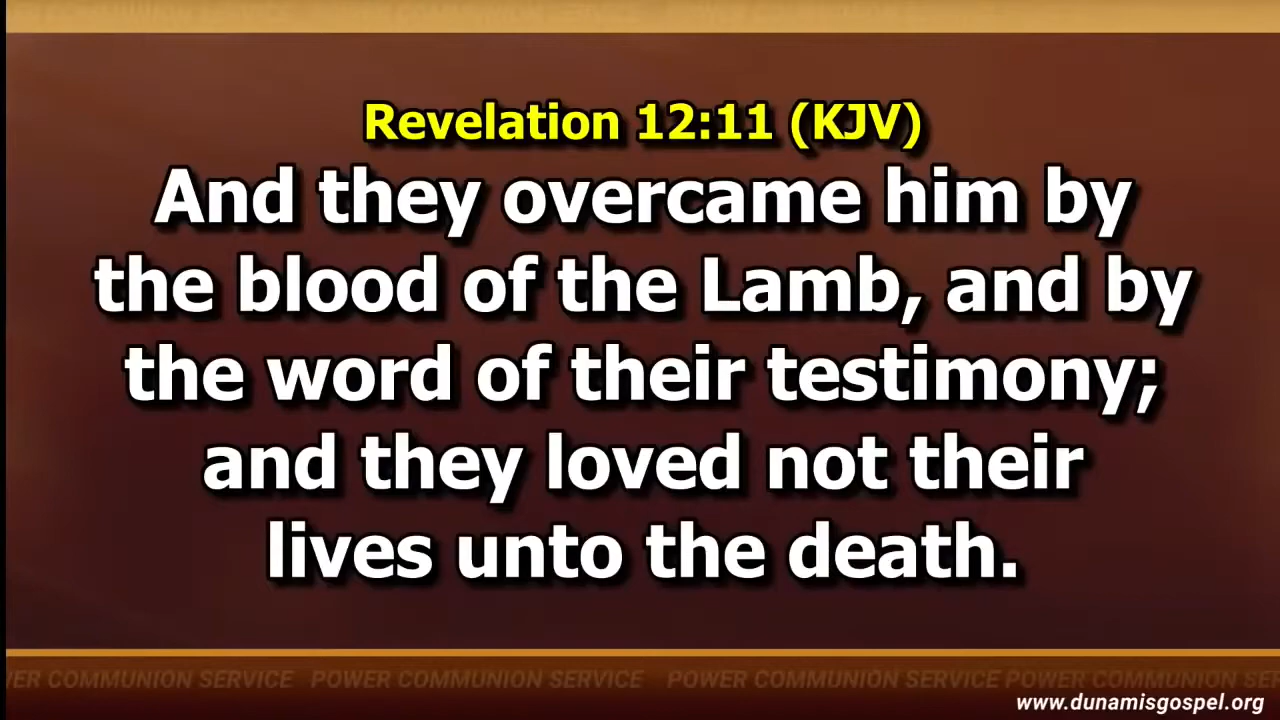 Revelation 12:11 (KJV)
And they overcame him by
the blood of the Lamb, and by
the word of their testimony;
and they loved not their
lives unto the death.
VER COMMUNION SERVICE POWER COMMUNION SERVICE POWER COMMUNION SERVICE POWER COMMUNION SER
www.dunamisgospel.org